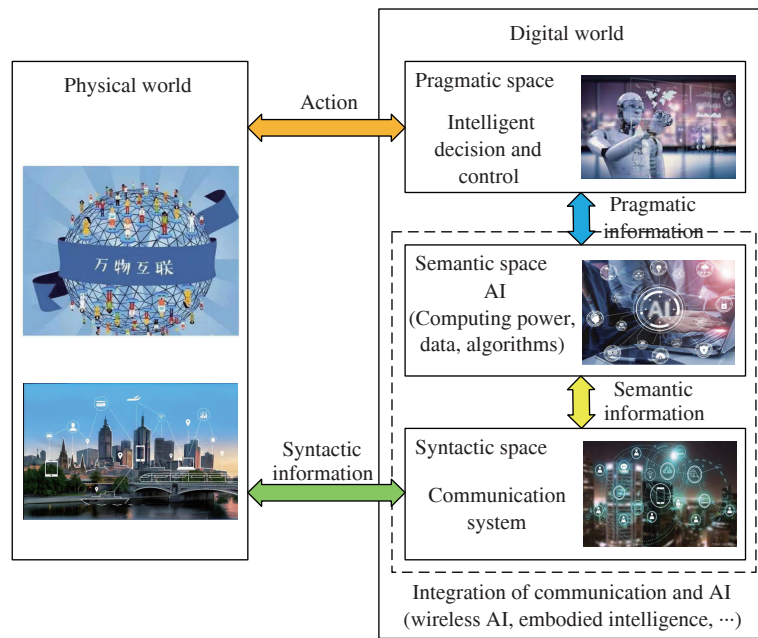 Digital world
Physical world
Pragmatic space
Action
Intelligent
decision and
control
Pragmatic
information
万物互联
Semantic space
AI
(Computing power,
data, algorithms)
AI
Semantic
information
Syntactic
information
Syntactic space
Communication
system
Integration of communication and AI
(wireless AI, embodied intelligence, ···)